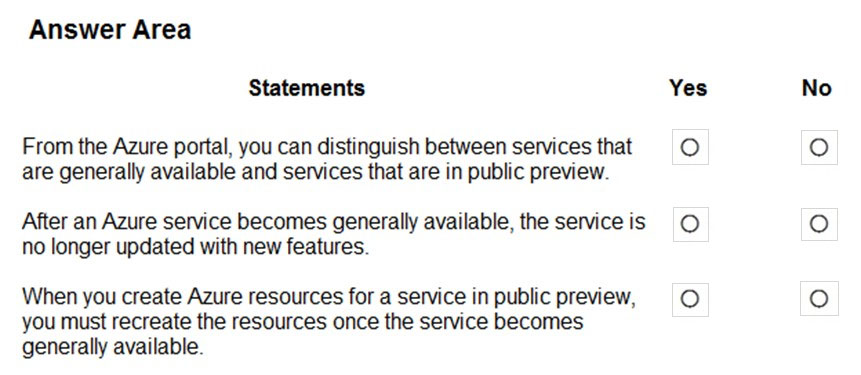 Answer Area
Statements Yes No
From the Azure portal, you can distinguish between services that
are generally available and services that are in public preview.
After an Azure service becomes generally available, the service is
no longer updated with new features.
When you create Azure resources for a service in public preview,
you must recreate the resources once the service becomes
generally available.